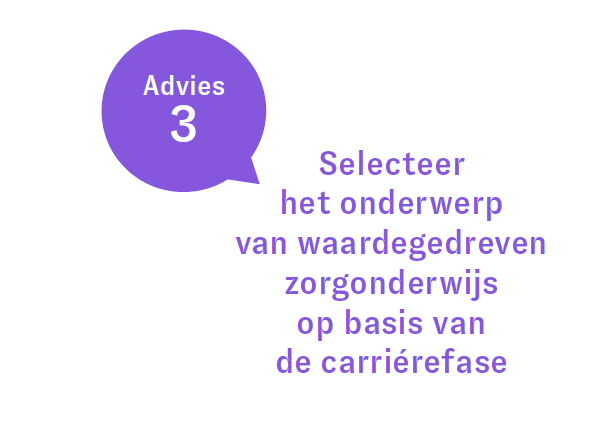 Advies
3
Selecteer
het onderwerp
van waardegedreven
zorgonderwijs
op basis van
de carriérefase